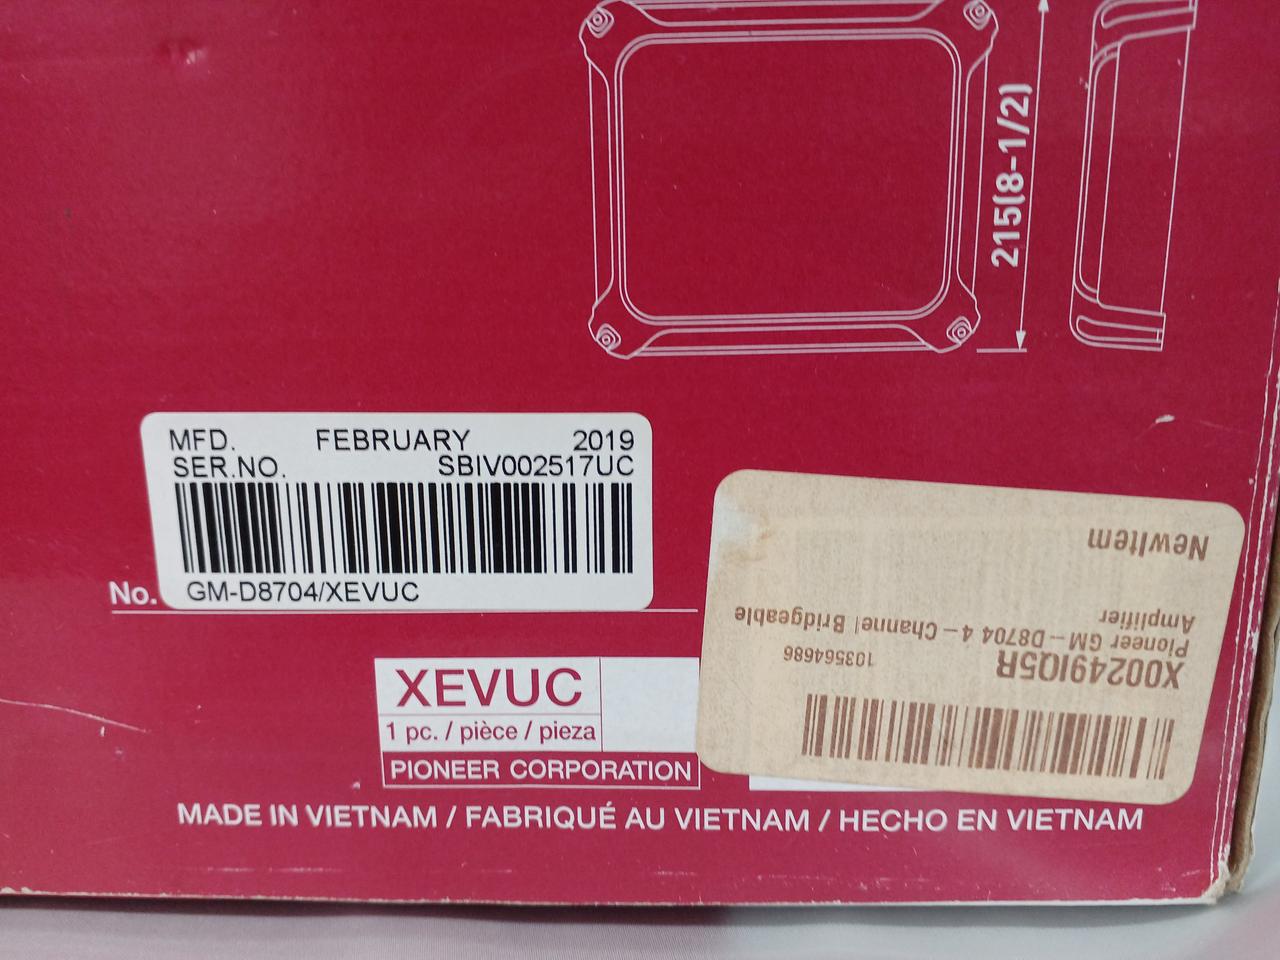 215(8-1/2)
MFD. FEBRUARY 2019
SER.NO. SBIV002517UC
No. GM-D8704/XEVUC
XEVUC
1 pc. / pièce / pieza
PIONEER CORPORATION
MADE IN VIETNAM / FABRIQUÉ AU VIETNAM / HECHO EN VIETNAM
X00249IQ5R
103564686
Pioneer GM-D8704 4-Channel Bridgeable
Amplifier
NewItem